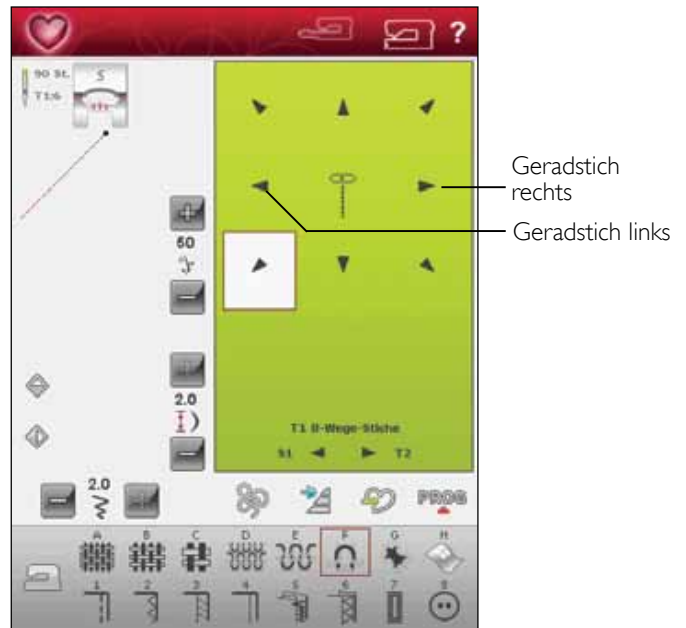 ?
90 St.
S
T1:6
Geradstich
rechts
Geradstich links
60
2.0
T1 8-Wege-Stiche
S1
T2
2.0
PROG
A B C D E F G H
1 2 3 4 5 6 7 8